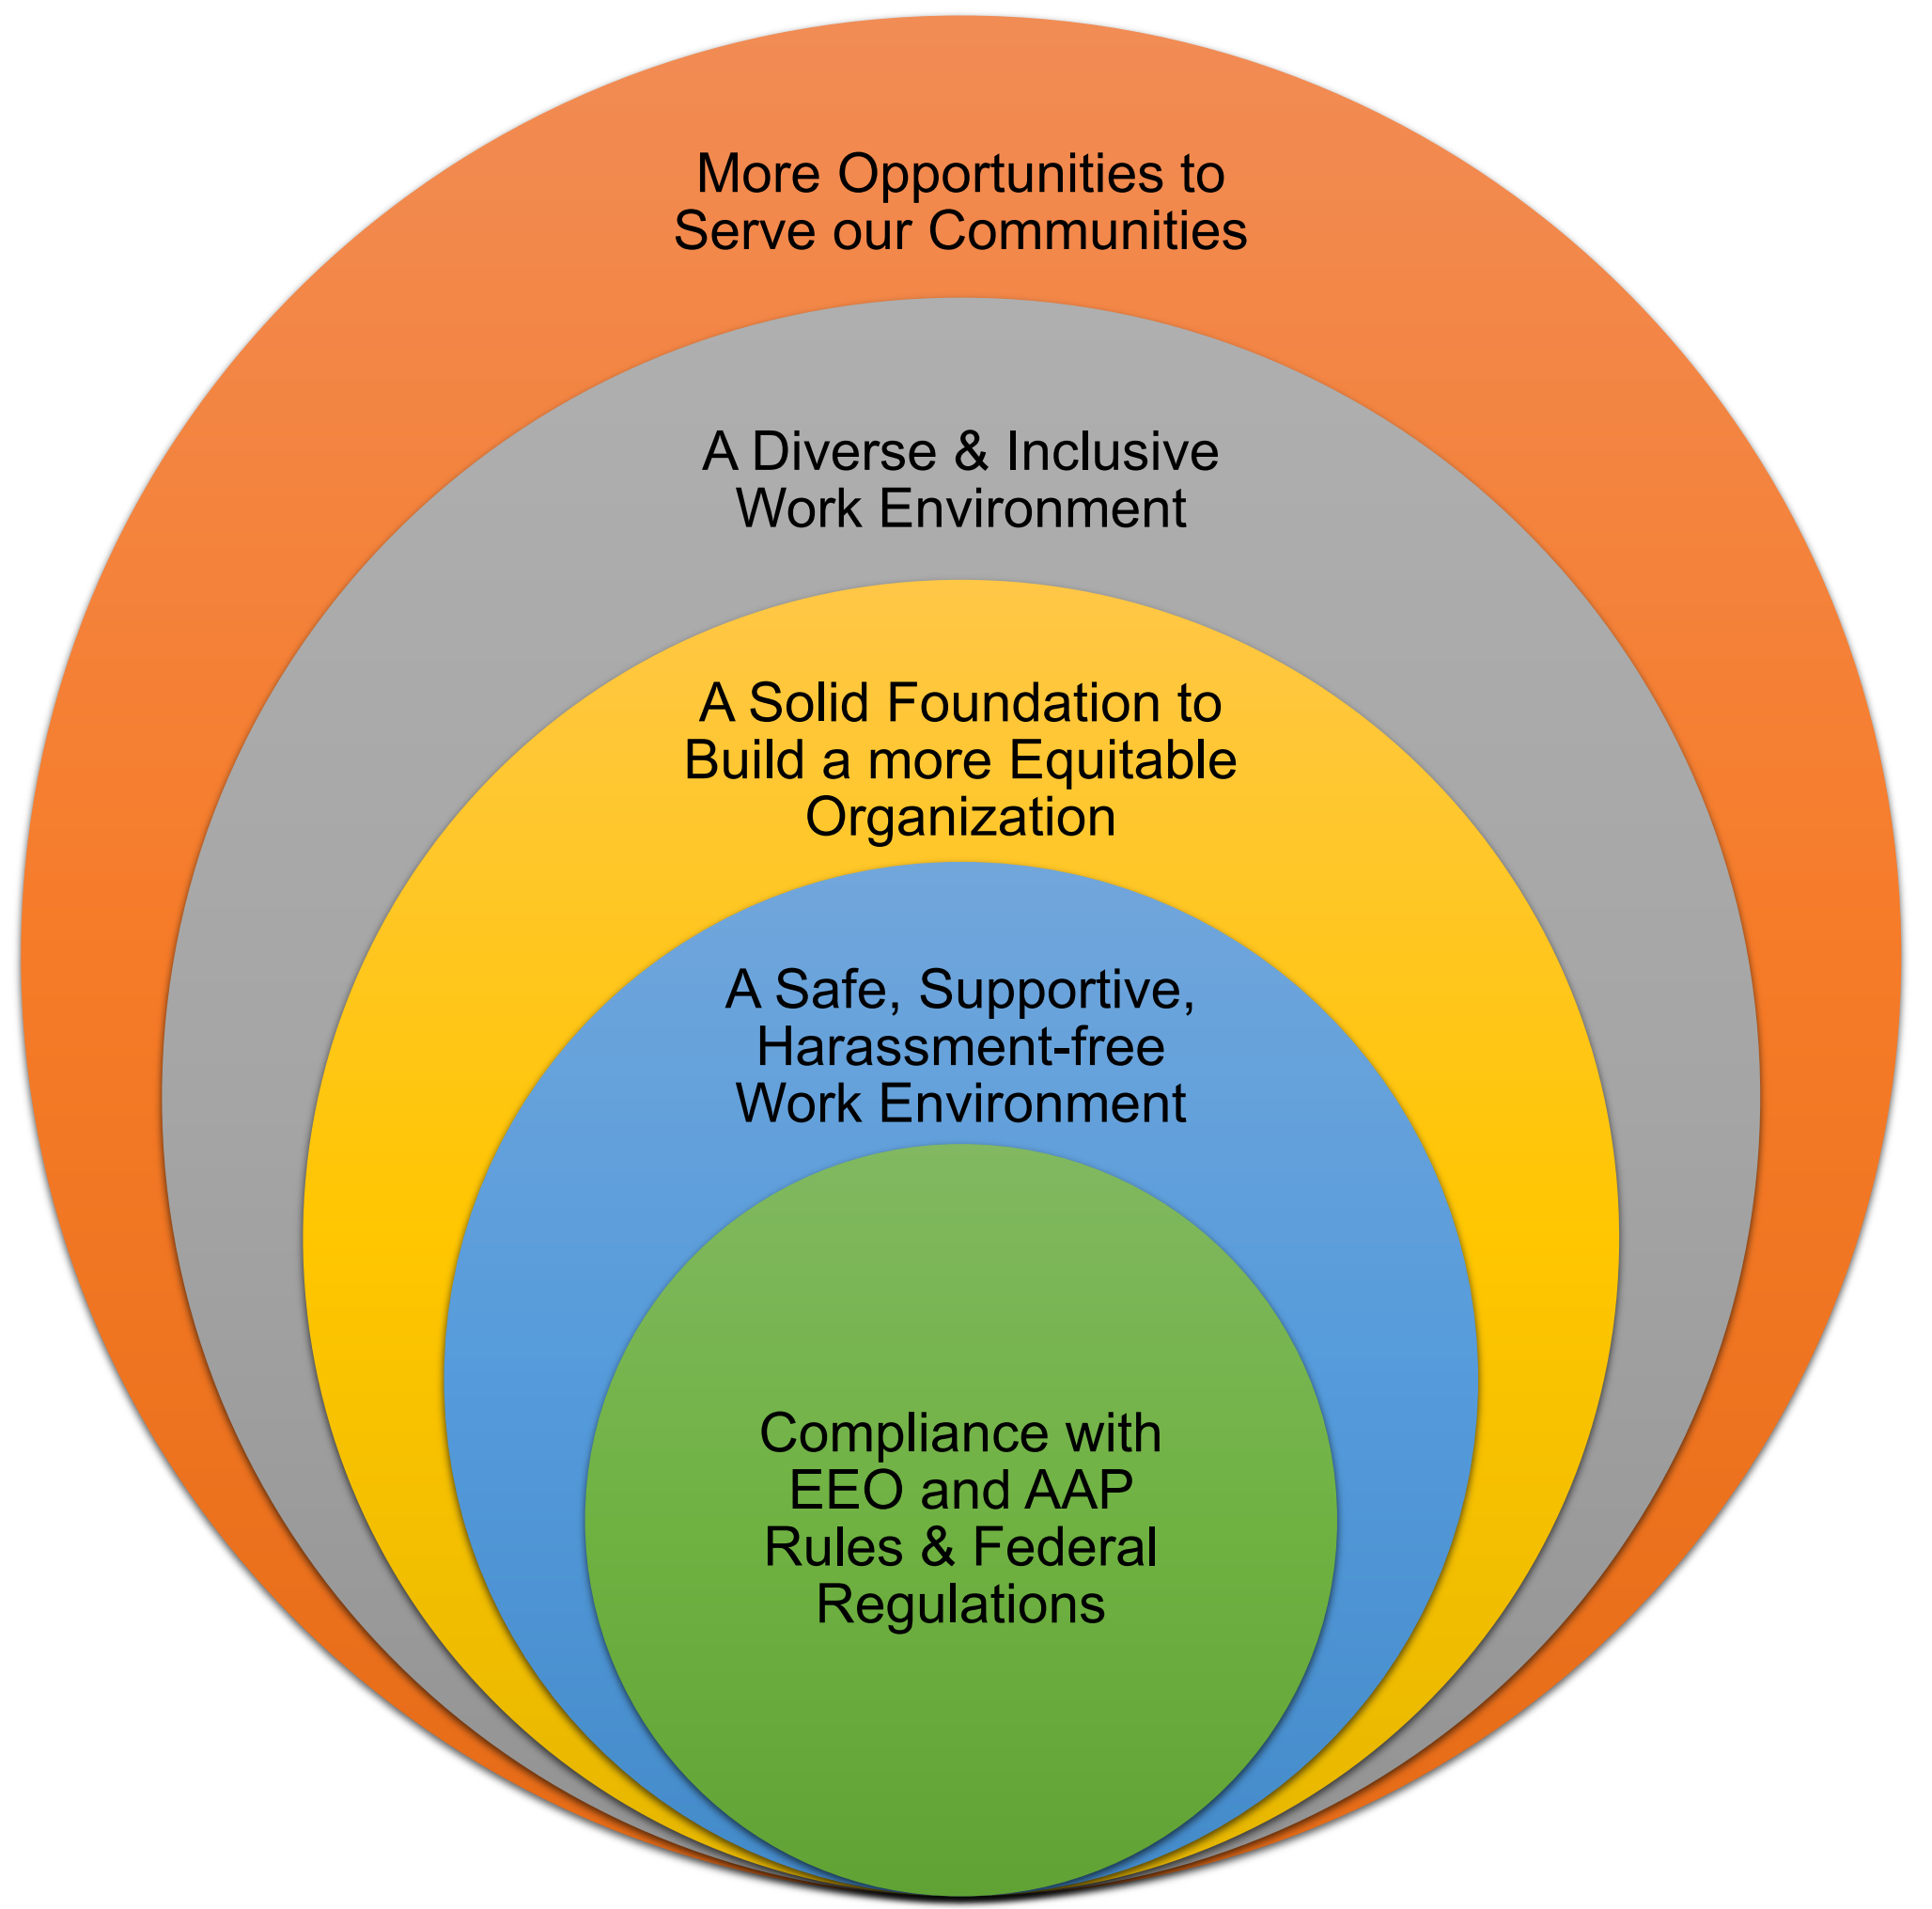 More Opportunities to
Serve our Communities
A Diverse & Inclusive
Work Environment
A Solid Foundation to
Build a more Equitable
Organization
A Safe, Supportive,
Harassment-free
Work Environment
Compliance with
EEO and AAP
Rules & Federal
Regulations